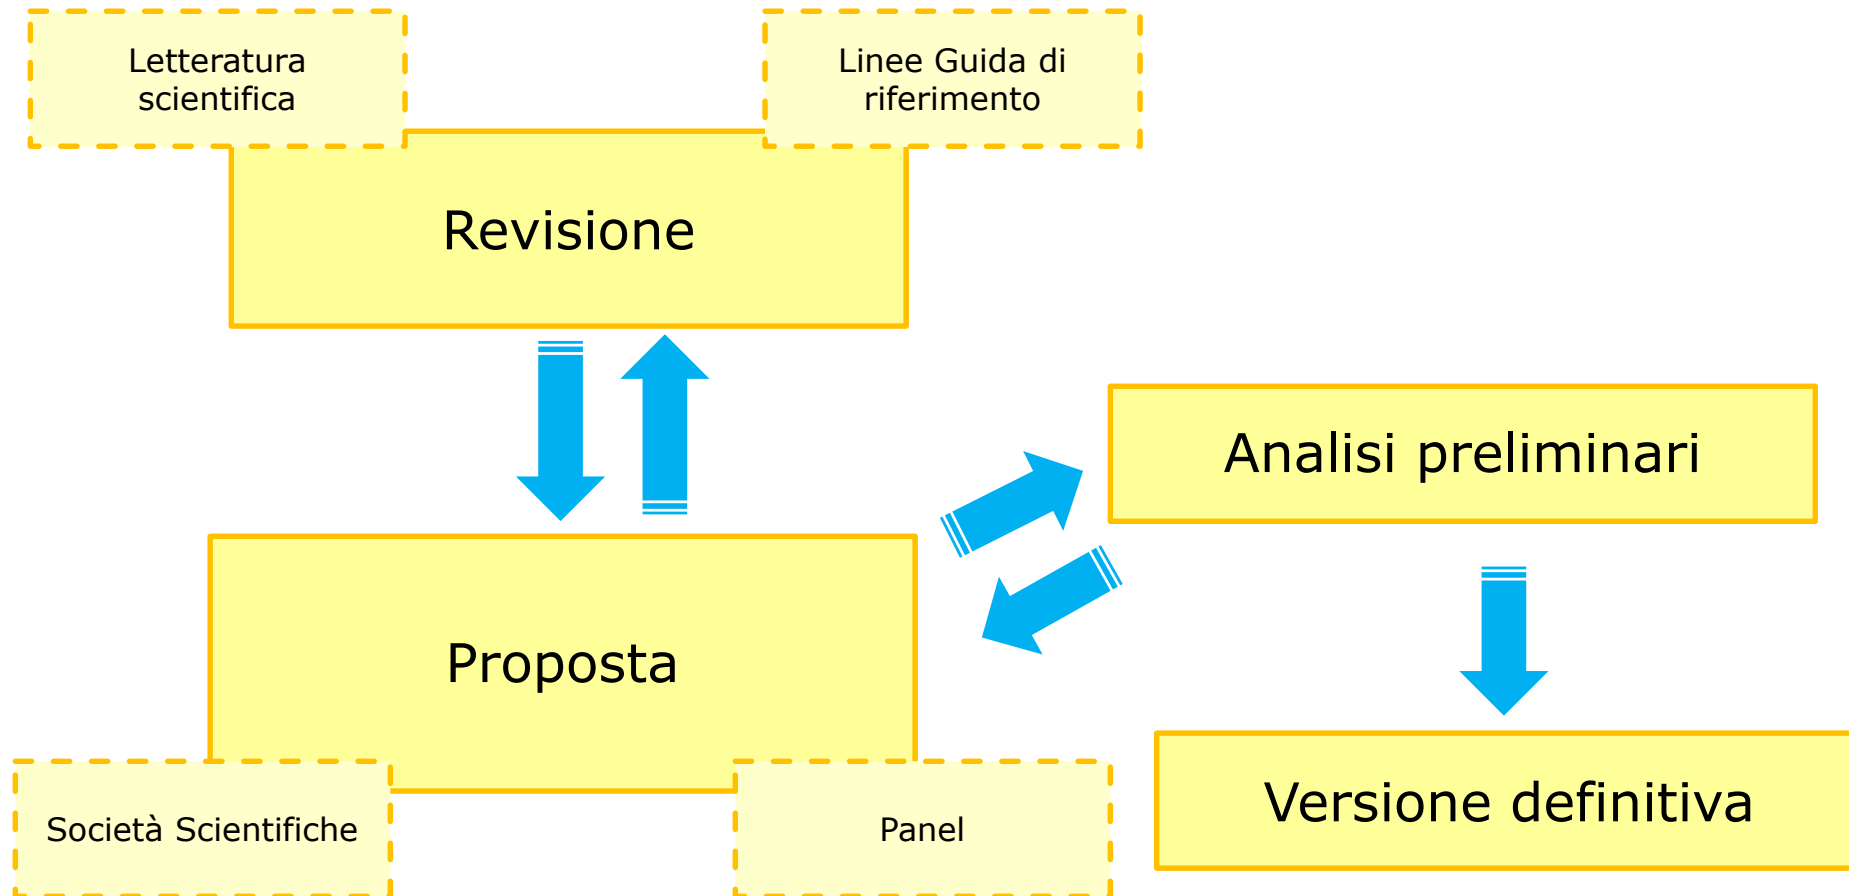 Letteratura
scientifica
Linee Guida di
riferimento
Revisione
Analisi preliminari
Proposta
Versione definitiva
Società Scientifiche
Panel